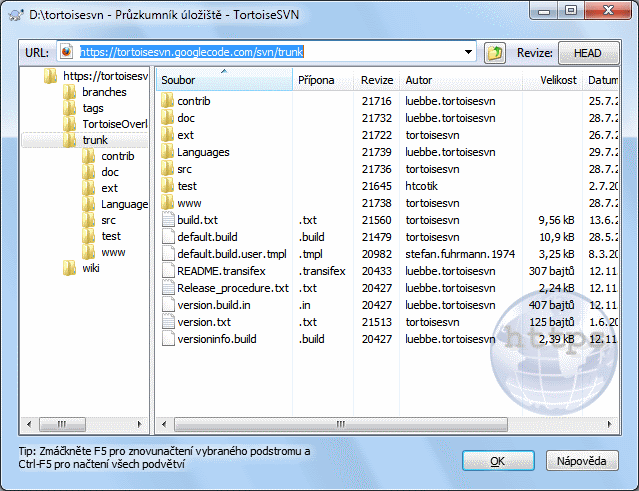 D:\tortoisesvn - Průzkumník úložiště - TortoiseSVN
URL: https://tortoisesvn.googlecode.com/svn/trunk Revize: HEAD
https://tortoisesv
branches
tags
TortoiseOverl
trunk
contrib
doc
ext
Language
src
test
www
wiki
Soubor Přípona Revize Autor Velikost Datum
contrib 21716 luebbe.tortoisesvn 25.7.2
doc 21732 luebbe.tortoisesvn 28.7.2
ext 21722 tortoisesvn 26.7.2
Languages 21739 luebbe.tortoisesvn 29.7.2
src 21736 tortoisesvn 28.7.2
test 21645 htcotik 2.7.20
www 21738 tortoisesvn 28.7.2
build.txt .txt 21560 tortoisesvn 9,56 kB 13.6.2
default.build .build 21479 tortoisesvn 10,9 kB 28.5.2
default.build.user.tmpl .tmpl 20982 stefan.fuhrmann.1974 3,25 kB 8.3.20
README.transifex .transifex 20433 luebbe.tortoisesvn 307 bajtů 12.11
Release_procedure.txt .txt 20427 luebbe.tortoisesvn 2,24 kB 12.11
version.build.in .in 20427 luebbe.tortoisesvn 407 bajtů 12.11
version.txt .txt 21513 tortoisesvn 125 bajtů 1.6.20
versioninfo.build .build 20427 luebbe.tortoisesvn 2,39 kB 12.11
https
Tip: Zmáčkněte F5 pro znovunačtení vybraného podstromu a
Ctrl-F5 pro načtení všech podvětví
OK Nápověda